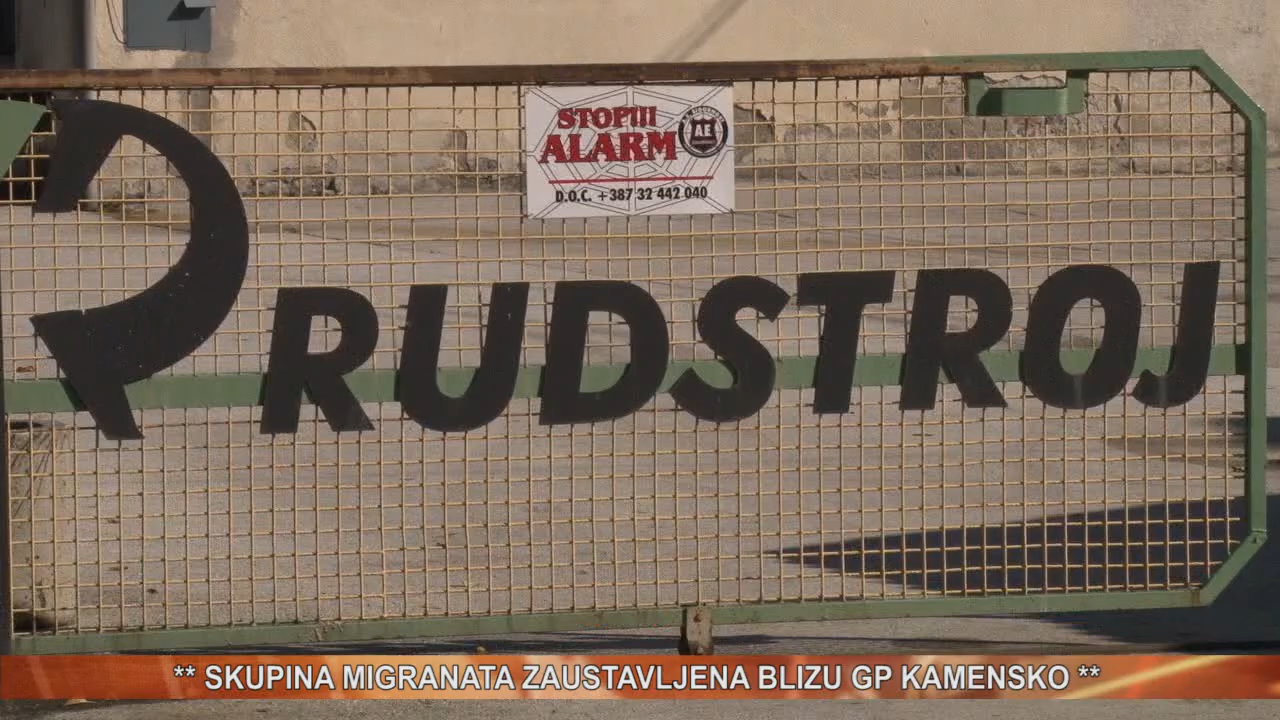 STOP!!!
ALARM
A.E
D.O.C. +387 32 442 040
RUDSTROJ
** SKUPINA MIGRANATA ZAUSTAVLJENA BLIZU GP KAMENSKO **